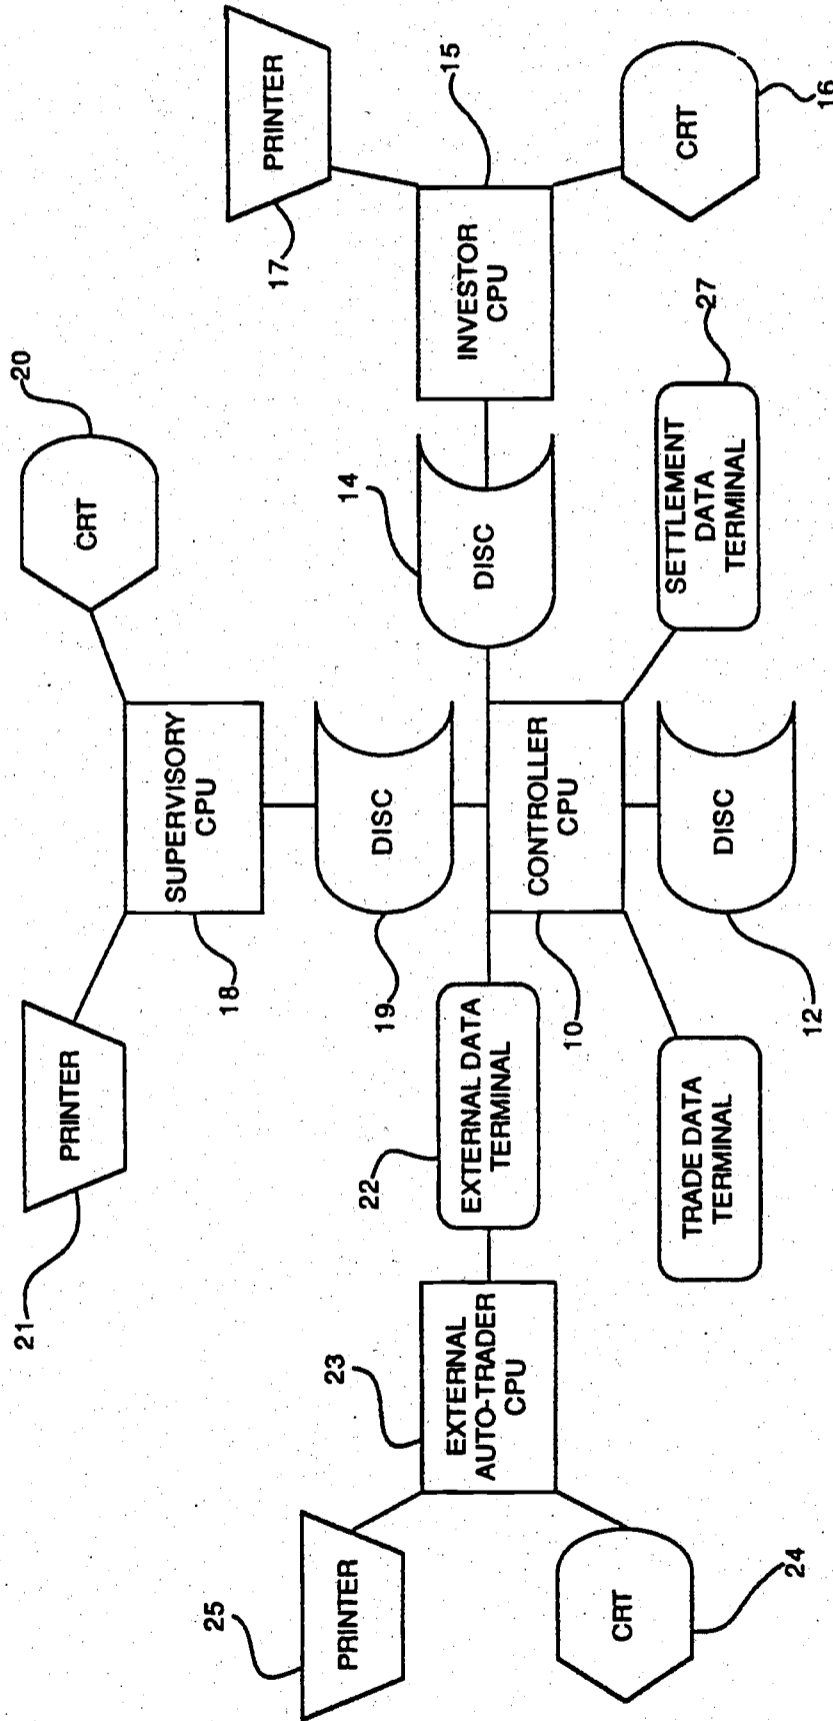 20
CRT
21
PRINTER
SUPERVISORY
CPU
18
PRINTER
17
DISC
19
14
DISC
INVESTOR
CPU
15
25
PRINTER
23
EXTERNAL
AUTO-TRADER
CPU
22
EXTERNAL DATA
TERMINAL
10
CONTROLLER
CPU
CRT
16
CRT
24
TRADE DATA
TERMINAL
12
DISC
SETTLEMENT
DATA
TERMINAL
27